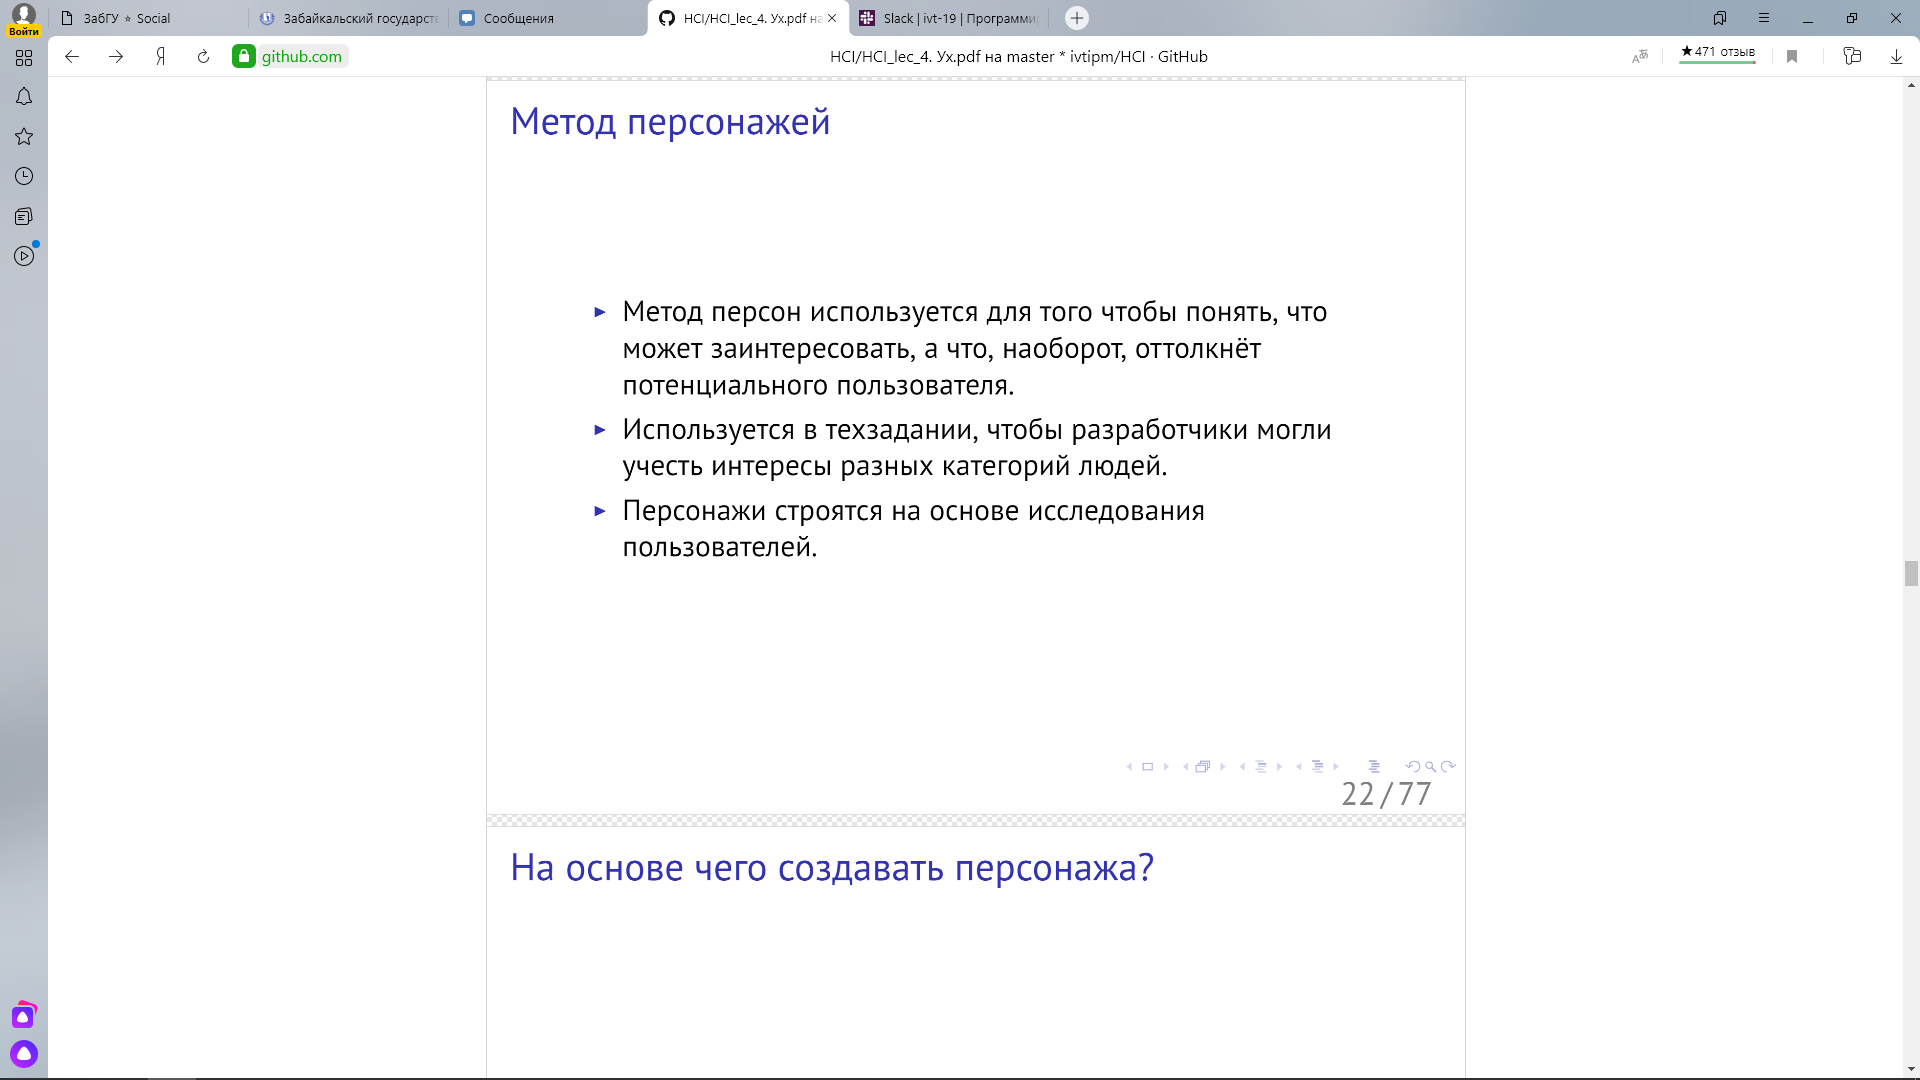 ЗабГУ ⭐ Social
Забайкальский государств
Сообщения
HCI/HCI_lec_4. Ух.pdf на
Slack | ivt-19 | Программи
Войти
github.com
HCI/HCI_lec_4. Ух.pdf на master * ivtipm/HCI · GitHub
★471 отзыв
Метод персонажей
► Метод персон используется для того чтобы понять, что
может заинтересовать, а что, наоборот, оттолкнёт
потенциального пользователя.
► Используется в техзадании, чтобы разработчики могли
учесть интересы разных категорий людей.
► Персонажи строятся на основе исследования
пользователей.
22 / 77
На основе чего создавать персонажа?